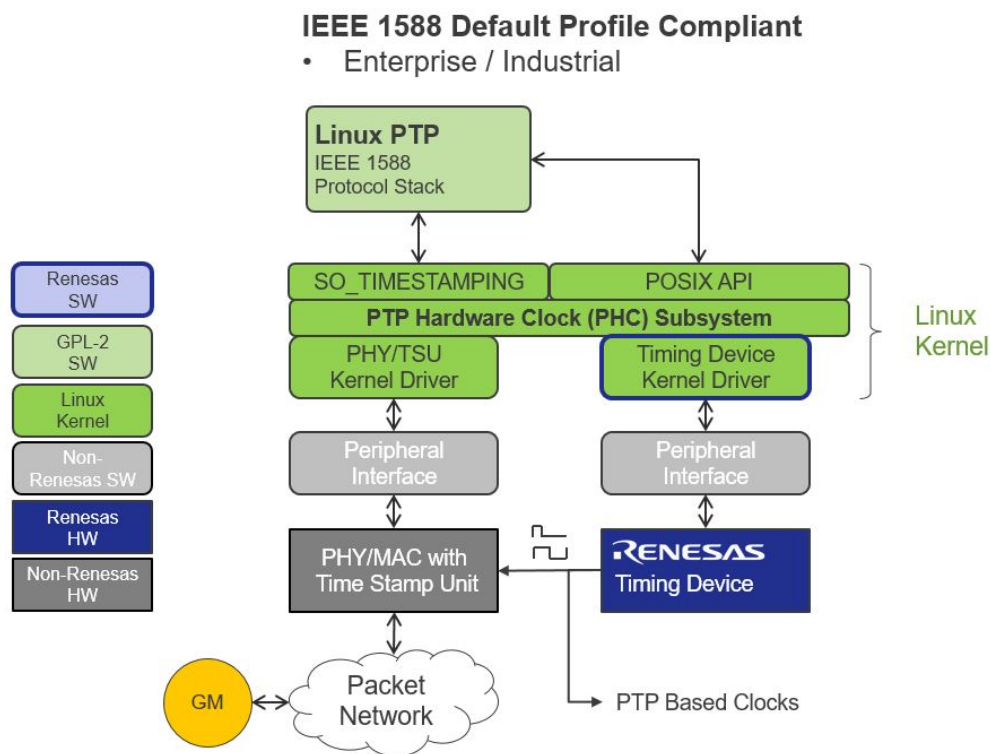 IEEE 1588 Default Profile Compliant
• Enterprise / Industrial
Linux PTP
IEEE 1588
Protocol Stack
SO_TIMESTAMPING
POSIX API
PTP Hardware Clock (PHC) Subsystem
PHY/TSU
Kernel Driver
Timing Device
Kernel Driver
Linux
Kernel
Peripheral
Interface
Peripheral
Interface
PHY/MAC with
Time Stamp Unit
RENESAS
Timing Device
GM
Packet
Network
PTP Based Clocks
Renesas
SW
GPL-2
SW
Linux
Kernel
Non-
Renesas SW
Renesas
HW
Non-Renesas
HW